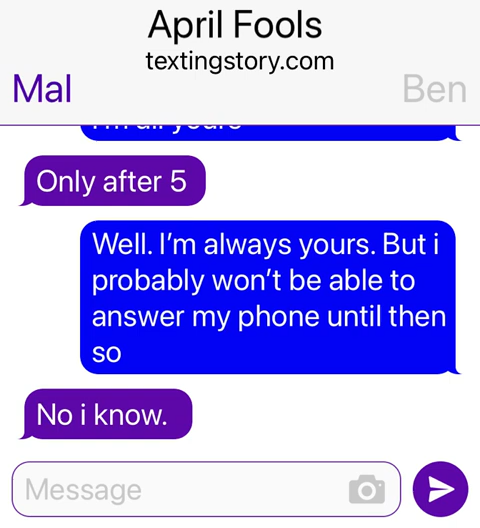 April Fools
textingstory.com
Mal
Ben
Only after 5
Well. I’m always yours. But i
probably won’t be able to
answer my phone until then
so
No i know.
Message